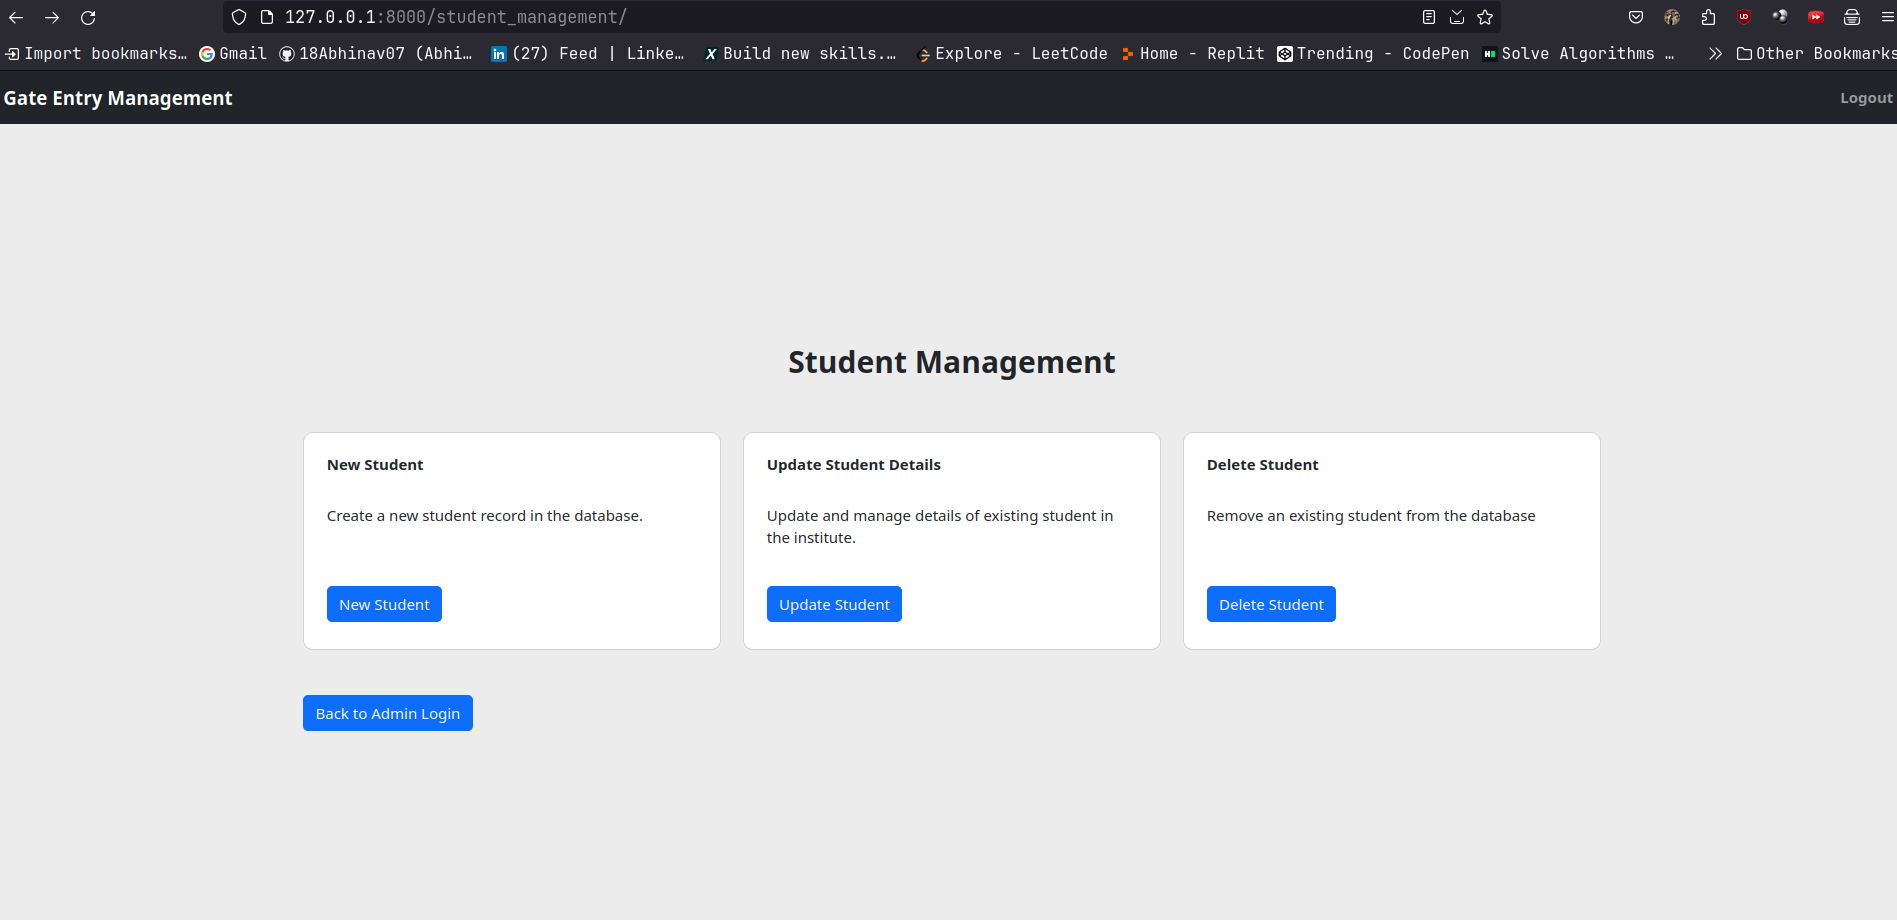 127.0.0.1:8000/student_management/
Import bookmarks… Gmail 18Abhinav07 (Abhi… (27) Feed | Linke… Build new skills.… Explore - LeetCode Home - Replit Trending - CodePen Solve Algorithms … Other Bookmarks
Gate Entry Management Logout
Student Management
New Student
Create a new student record in the database.
New Student
Update Student Details
Update and manage details of existing student in
the institute.
Update Student
Delete Student
Remove an existing student from the database
Delete Student
Back to Admin Login